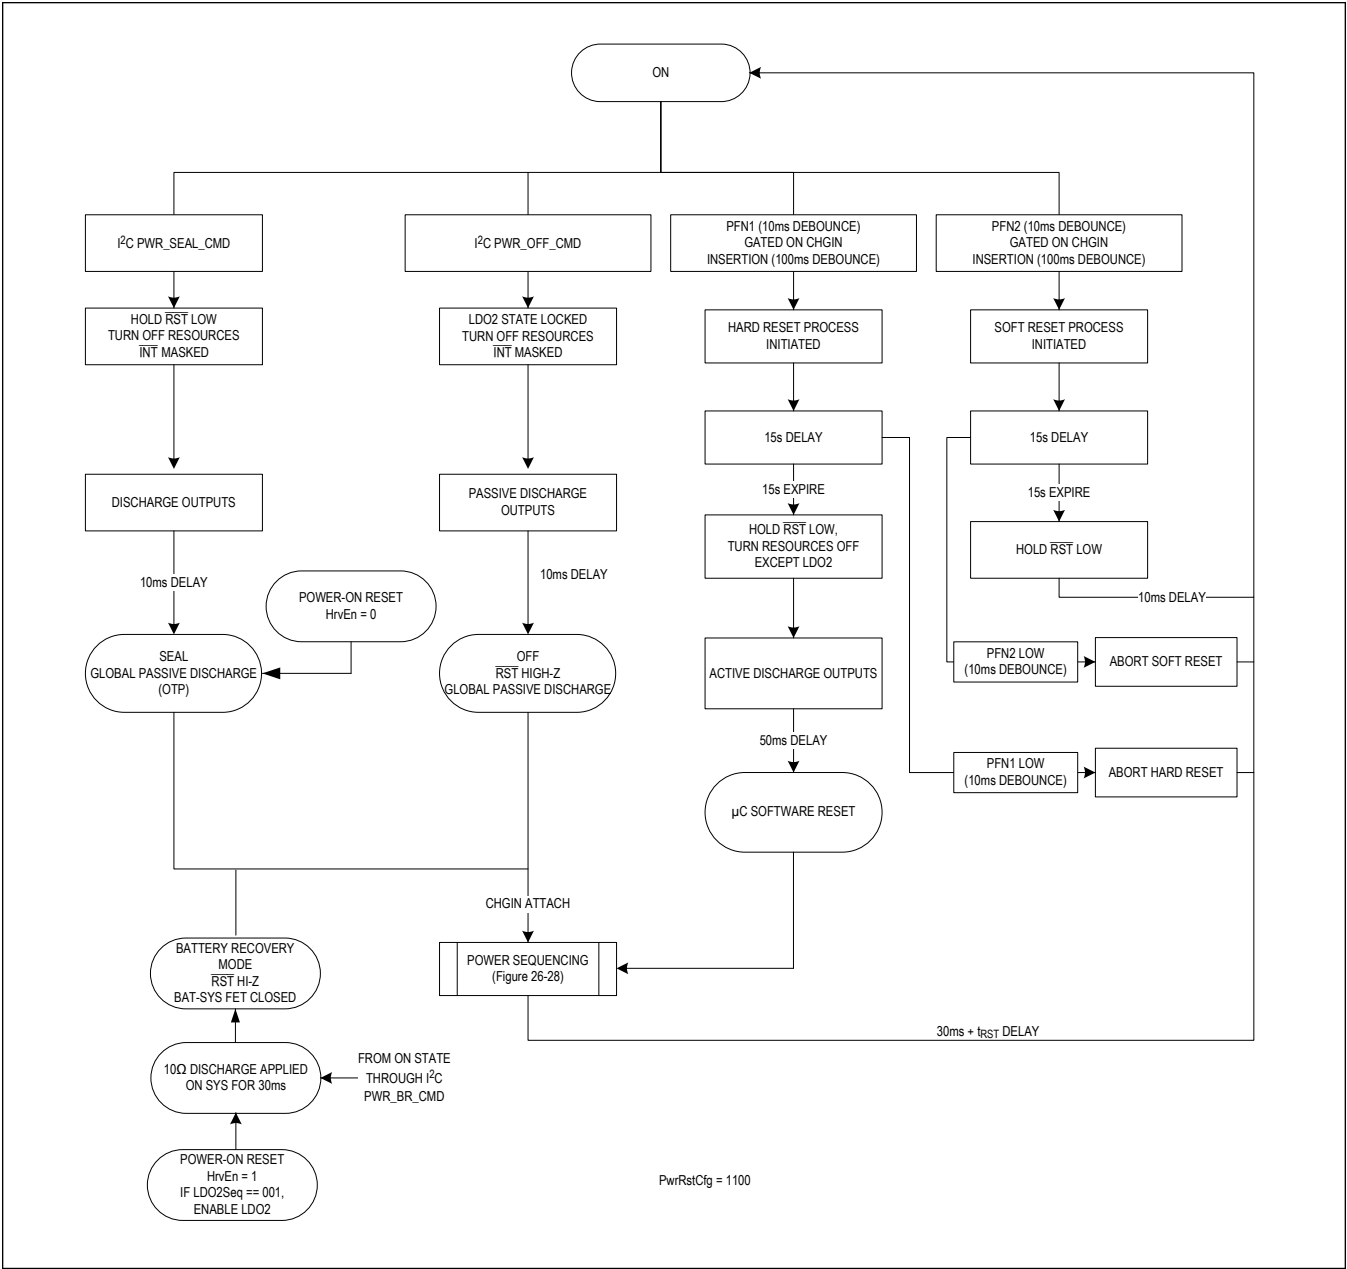 ON
I²C PWR_SEAL_CMD
I²C PWR_OFF_CMD
PFN1 (10ms DEBOUNCE)
GATED ON CHGIN
INSERTION (100ms DEBOUNCE)
PFN2 (10ms DEBOUNCE)
GATED ON CHGIN
INSERTION (100ms DEBOUNCE)
HOLD R̅S̅T̅ LOW
TURN OFF RESOURCES
I̅N̅T̅ MASKED
LDO2 STATE LOCKED
TURN OFF RESOURCES
I̅N̅T̅ MASKED
HARD RESET PROCESS
INITIATED
SOFT RESET PROCESS
INITIATED
15s DELAY
15s DELAY
15s EXPIRE
15s EXPIRE
DISCHARGE OUTPUTS
PASSIVE DISCHARGE
OUTPUTS
HOLD R̅S̅T̅ LOW,
TURN RESOURCES OFF
EXCEPT LDO2
HOLD R̅S̅T̅ LOW
10ms DELAY
10ms DELAY
10ms DELAY
POWER-ON RESET
HrvEn = 0
SEAL
GLOBAL PASSIVE DISCHARGE
(OTP)
OFF
R̅S̅T̅ HIGH-Z
GLOBAL PASSIVE DISCHARGE
ACTIVE DISCHARGE OUTPUTS
PFN2 LOW
(10ms DEBOUNCE)
ABORT SOFT RESET
50ms DELAY
PFN1 LOW
(10ms DEBOUNCE)
ABORT HARD RESET
µC SOFTWARE RESET
CHGIN ATTACH
BATTERY RECOVERY
MODE
R̅S̅T̅ HI-Z
BAT-SYS FET CLOSED
POWER SEQUENCING
(Figure 26-28)
30ms + tRST DELAY
10Ω DISCHARGE APPLIED
ON SYS FOR 30ms
FROM ON STATE
THROUGH I²C
PWR_BR_CMD
POWER-ON RESET
HrvEn = 1
IF LDO2Seq == 001,
ENABLE LDO2
PwrRstCfg = 1100